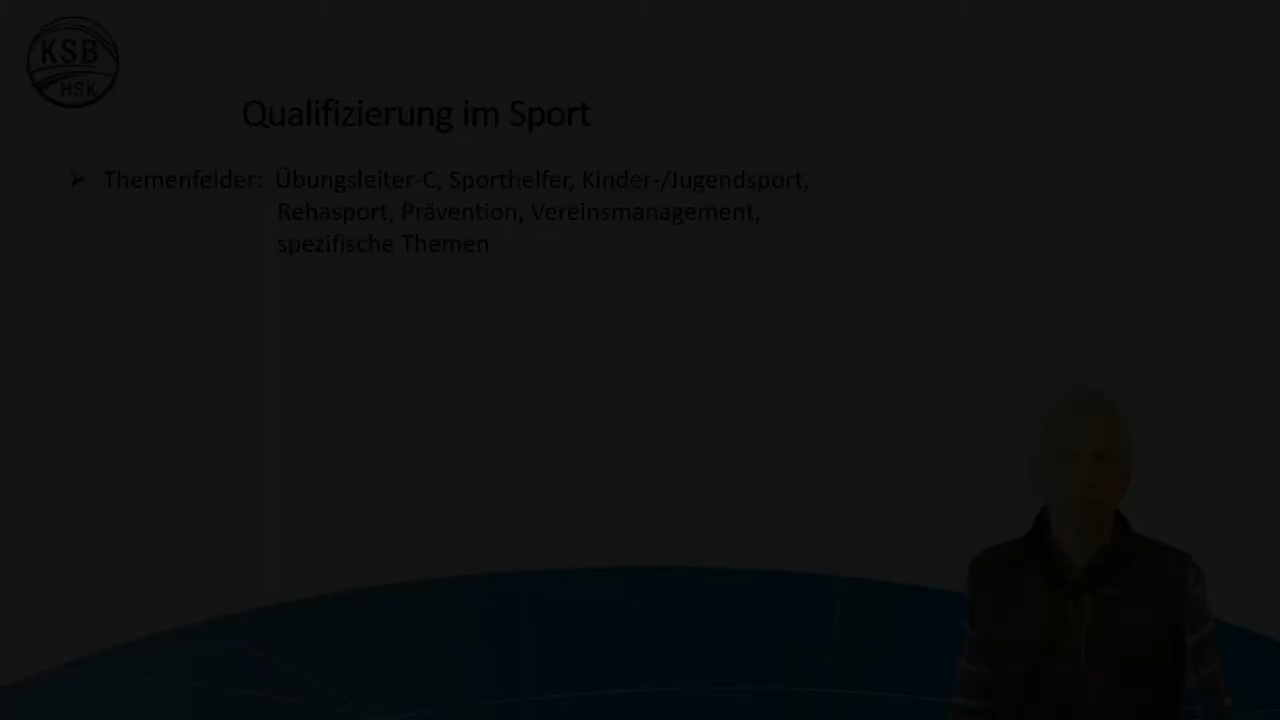 KSB
HSK
Qualifizierung im Sport
➢ Themenfelder: Übungsleiter-C, Sporthelfer, Kinder-/Jugendsport,
Rehasport, Prävention, Vereinsmanagement,
spezifische Themen